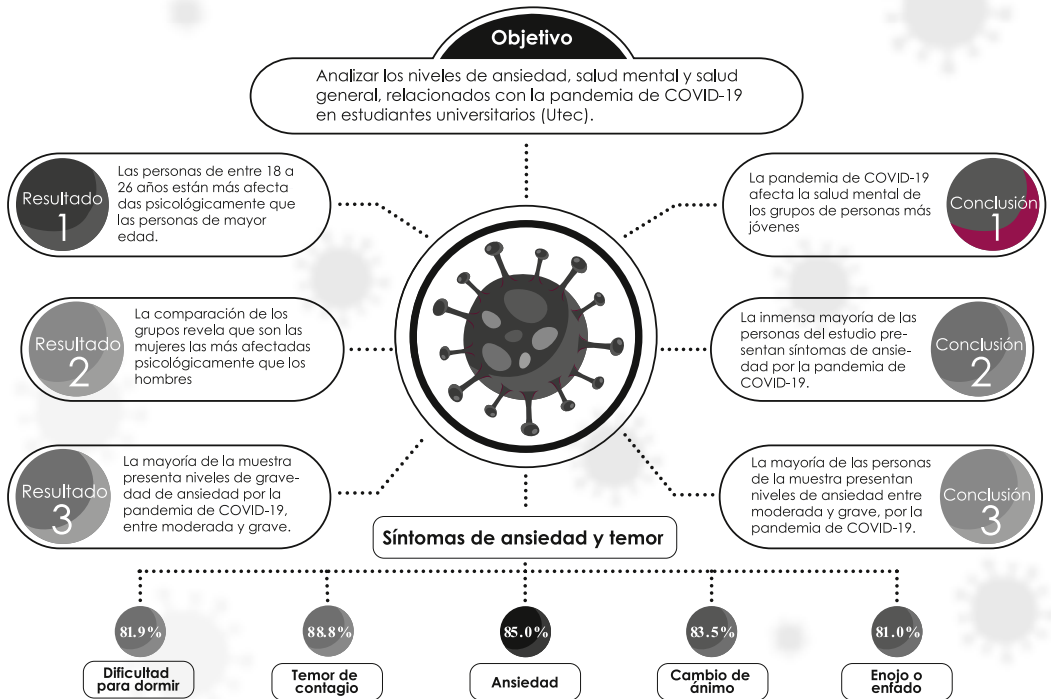 Objetivo
Analizar los niveles de ansiedad, salud mental y salud
general, relacionados con la pandemia de COVID-19
en estudiantes universitarios (Utec).
Resultado
1
Las personas de entre 18 a
26 años están más afecta
das psicológicamente que
las personas de mayor
edad.
La pandemia de COVID-19
afecta la salud mental de
los grupos de personas más
jóvenes
Conclusión
1
Resultado
2
La comparación de los
grupos revela que son las
mujeres las más afectadas
psicológicamente que los
hombres
La inmensa mayoría de las
personas del estudio pre-
sentan síntomas de ansie-
dad por la pandemia de
COVID-19.
Conclusión
2
Resultado
3
La mayoría de la muestra
presenta niveles de grave-
dad de ansiedad por la
pandemia de COVID-19,
entre moderada y grave.
La mayoría de las personas
de la muestra presentan
niveles de ansiedad entre
moderada y grave, por la
pandemia de COVID-19.
Conclusión
3
Síntomas de ansiedad y temor
81.9%
88.8%
85.0%
83.5%
81.0%
Dificultad
para dormir
Temor de
contagio
Ansiedad
Cambio de
ánimo
Enojo o
enfado